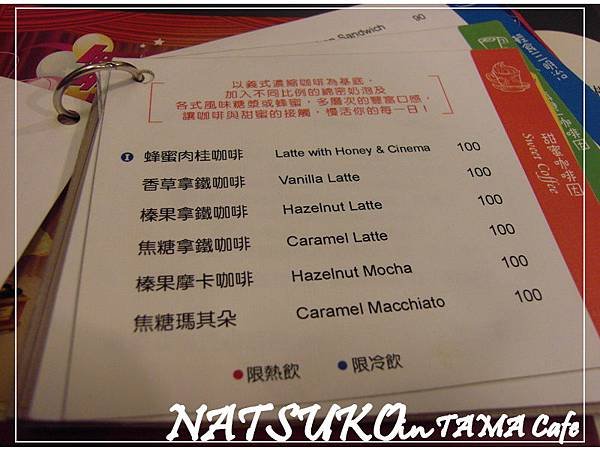 Sandwich 90
以義式濃縮咖啡為基底，
加入不同比例的綿密奶泡及
各式風味糖漿或蜂蜜，多層次的豐富口感，
讓咖啡與甜蜜的接觸，慢活你的每一日！
蜂蜜肉桂咖啡 Latte with Honey & Cinema 100
香草拿鐵咖啡 Vanilla Latte 100
榛果拿鐵咖啡 Hazelnut Latte 100
焦糖拿鐵咖啡 Caramel Latte 100
榛果摩卡咖啡 Hazelnut Mocha 100
焦糖瑪其朵 Caramel Macchiato 100
限熱飲 限冷飲
Sweet Coffee
NATSUKO in TAMA Cafe